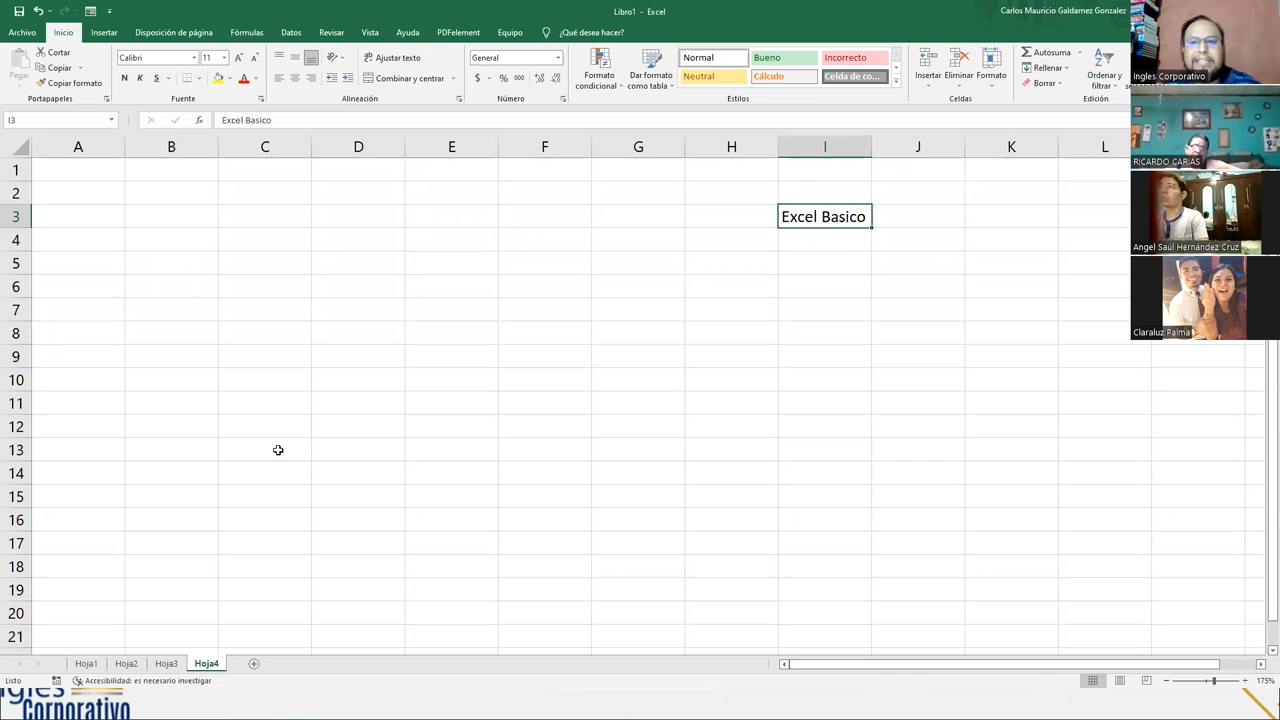 Libro1 - Excel
Carlos Mauricio Galdamez Gonzalez
Archivo Inicio Insertar Disposición de página Fórmulas Datos Revisar Vista Ayuda PDFelement Equipo ¿Qué desea hacer?
Pegar
Cortar
Copiar
Copiar formato
Portapapeles
Calibri 11
N K S
Fuente
Ajustar texto
Combinar y centrar
Alineación
General
$ % 000
Número
Formato condicional
Dar formato como tabla
Normal Bueno Incorrecto
Neutral Cálculo Celda de co...
Estilos
Insertar Eliminar Formato
Celdas
Autosuma
Rellenar
Borrar
Ordenar y filtrar
Edición
Ingles Corporativo
RICARDO CARIAS
Angel Saúl Hernández Cruz
Claraluz Palma
I3 fx Excel Basico
A B C D E F G H I J K L
1
2
3 Excel Basico
4
5
6
7
8
9
10
11
12
13
14
15
16
17
18
19
20
21
Hoja1 Hoja2 Hoja3 Hoja4
Listo Accesibilidad: es necesario investigar 175%
Corporativo